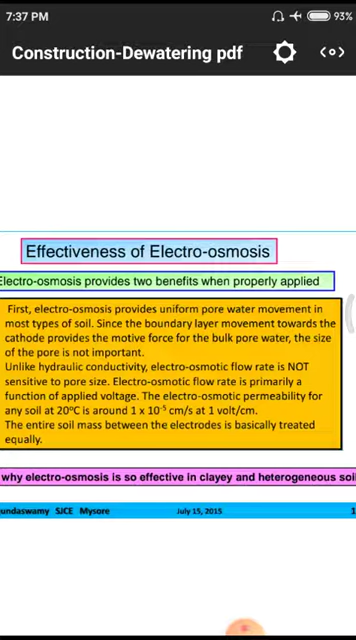 7:37 PM
93%
Construction-Dewatering pdf
Effectiveness of Electro-osmosis
Electro-osmosis provides two benefits when properly applied
First, electro-osmosis provides uniform pore water movement in
most types of soil. Since the boundary layer movement towards the
cathode provides the motive force for the bulk pore water, the size
of the pore is not important.
Unlike hydraulic conductivity, electro-osmotic flow rate is NOT
sensitive to pore size. Electro-osmotic flow rate is primarily a
function of applied voltage. The electro-osmotic permeability for
any soil at 20°C is around 1 x 10⁻⁵ cm/s at 1 volt/cm.
The entire soil mass between the electrodes is basically treated
equally.
why electro-osmosis is so effective in clayey and heterogeneous soi
undaswamy SJCE Mysore July 15, 2015 1